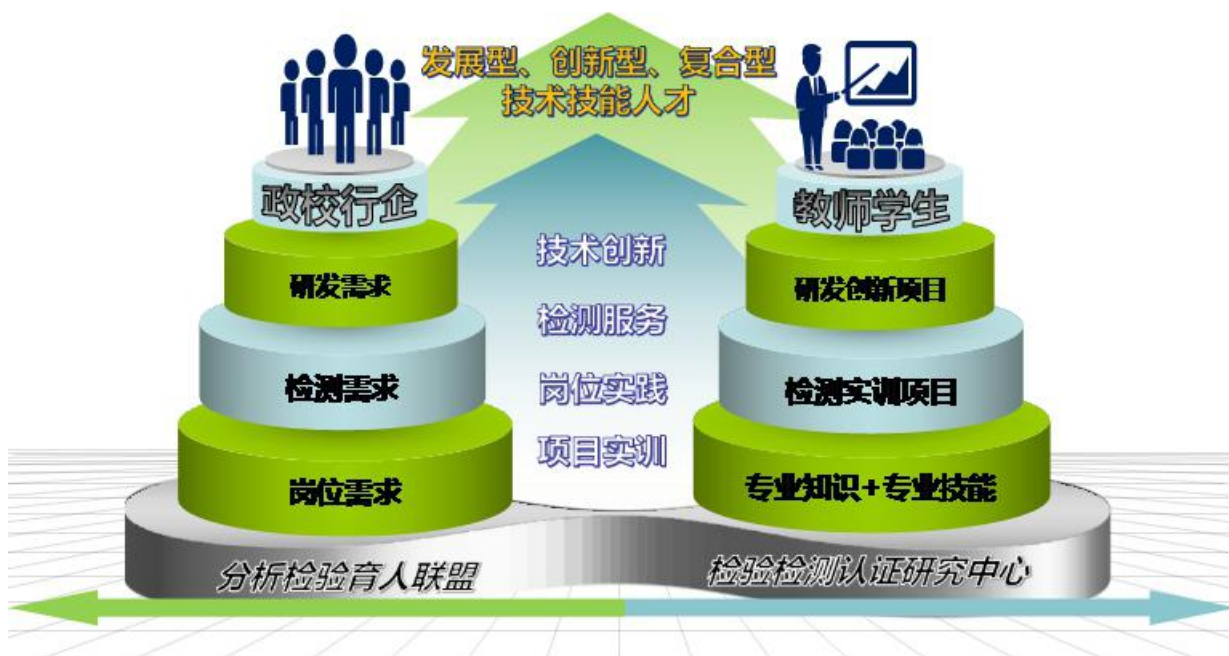 发展型、创新型、复合型
技术技能人才
政校行企
研发需求
检测需求
岗位需求
技术创新
检测服务
岗位实践
项目实训
教师学生
研发创新项目
检测实训项目
专业知识+专业技能
分析检验育人联盟
检验检测认证研究中心